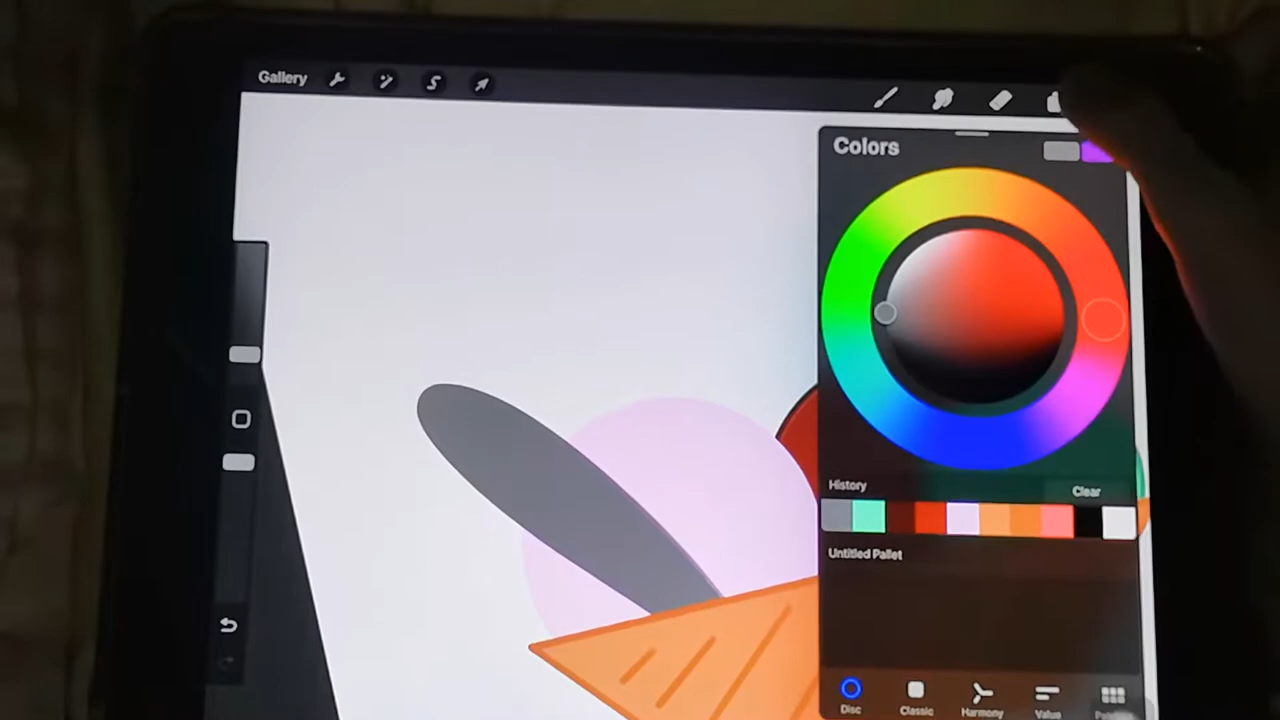 Gallery
Colors
History
Clear
Untitled Pallet
Disc
Classic
Harmony
Value